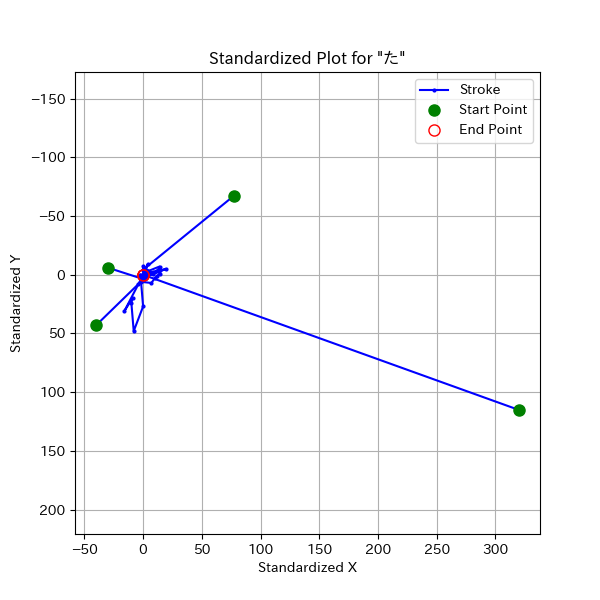 Standardized Plot for "た"
Stroke
Start Point
End Point
−150
−100
−50
0
50
100
150
200
Standardized Y
−50
0
50
100
150
200
250
300
Standardized X